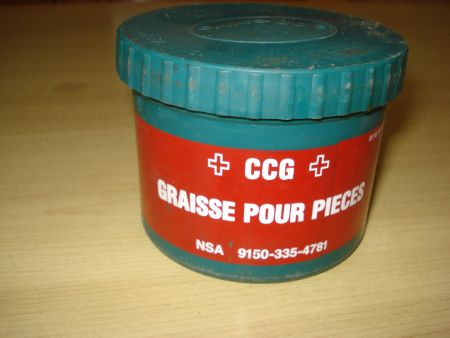 CCG
GRAISSE POUR PIECES
NSA 9150-335-4781